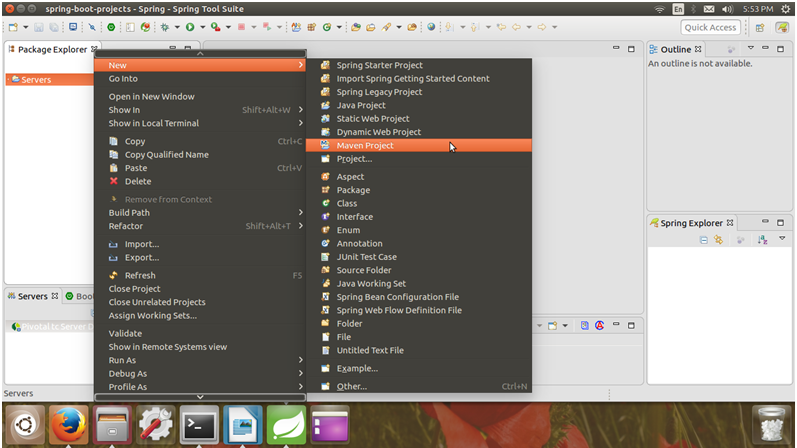 spring-boot-projects - Spring - Spring Tool Suite
En
5:53 PM
Quick Access
Package Explorer
Servers
New
Go Into
Open in New Window
Show In Shift+Alt+W
Show in Local Terminal
Copy Ctrl+C
Copy Qualified Name
Paste Ctrl+V
Delete
Remove from Context
Build Path
Refactor Shift+Alt+T
Import...
Export...
Refresh F5
Close Project
Close Unrelated Projects
Assign Working Sets...
Validate
Show in Remote Systems view
Run As
Debug As
Profile As
Spring Starter Project
Import Spring Getting Started Content
Spring Legacy Project
Java Project
Static Web Project
Dynamic Web Project
Maven Project
Project...
Aspect
Package
Class
Interface
Enum
Annotation
JUnit Test Case
Source Folder
Java Working Set
Spring Bean Configuration File
Spring Web Flow Definition File
Folder
File
Untitled Text File
Example...
Other... Ctrl+N
Outline
An outline is not available.
Spring Explorer
Servers
Boo
Pivotal tc Server D
Servers